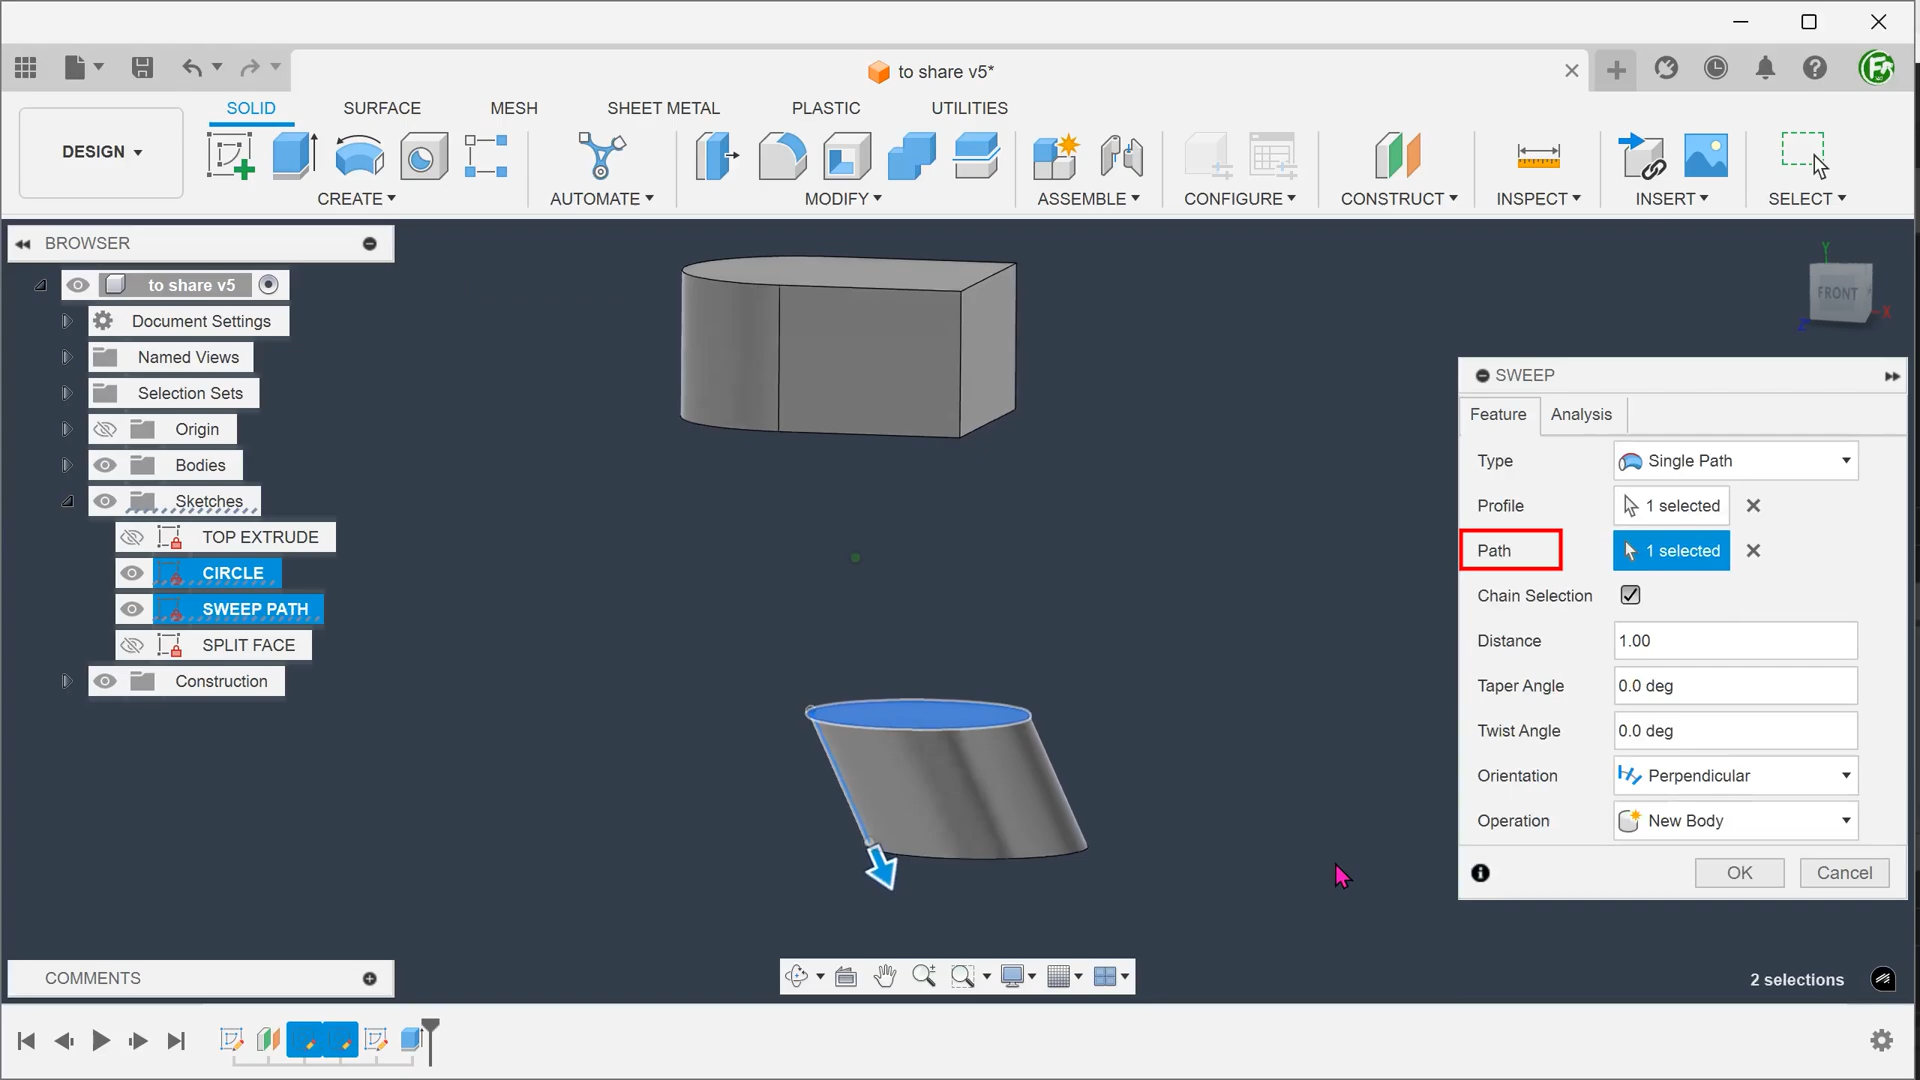 to share v5*
DESIGN
SOLID
SURFACE
MESH
SHEET METAL
PLASTIC
UTILITIES
CREATE
AUTOMATE
MODIFY
ASSEMBLE
CONFIGURE
CONSTRUCT
INSPECT
INSERT
SELECT
BROWSER
to share v5
Document Settings
Named Views
Selection Sets
Origin
Bodies
Sketches
TOP EXTRUDE
CIRCLE
SWEEP PATH
SPLIT FACE
Construction
Y
FRONT
X
Z
SWEEP
Feature
Analysis
Type
Single Path
Profile
1 selected
Path
1 selected
Chain Selection
Distance
1.00
Taper Angle
0.0 deg
Twist Angle
0.0 deg
Orientation
Perpendicular
Operation
New Body
OK
Cancel
COMMENTS
2 selections